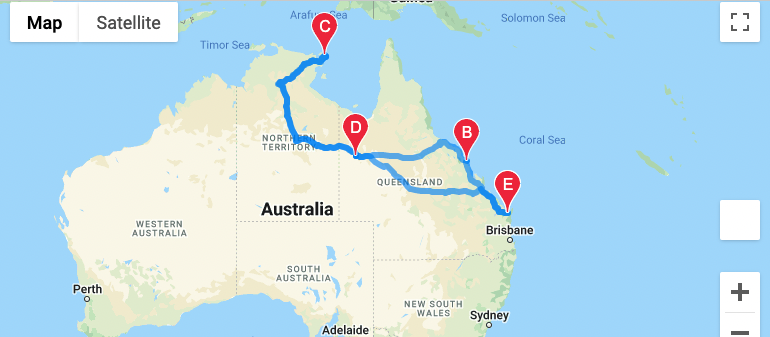 Guinea
Arafura Sea
Map
Satellite
C
Solomon Sea
Timor Sea
D
B
Coral Sea
NORTHERN
TERRITORY
QUEENSLAND
E
Australia
WESTERN
AUSTRALIA
Brisbane
SOUTH
AUSTRALIA
Perth
NEW SOUTH
WALES
Sydney
Adelaide